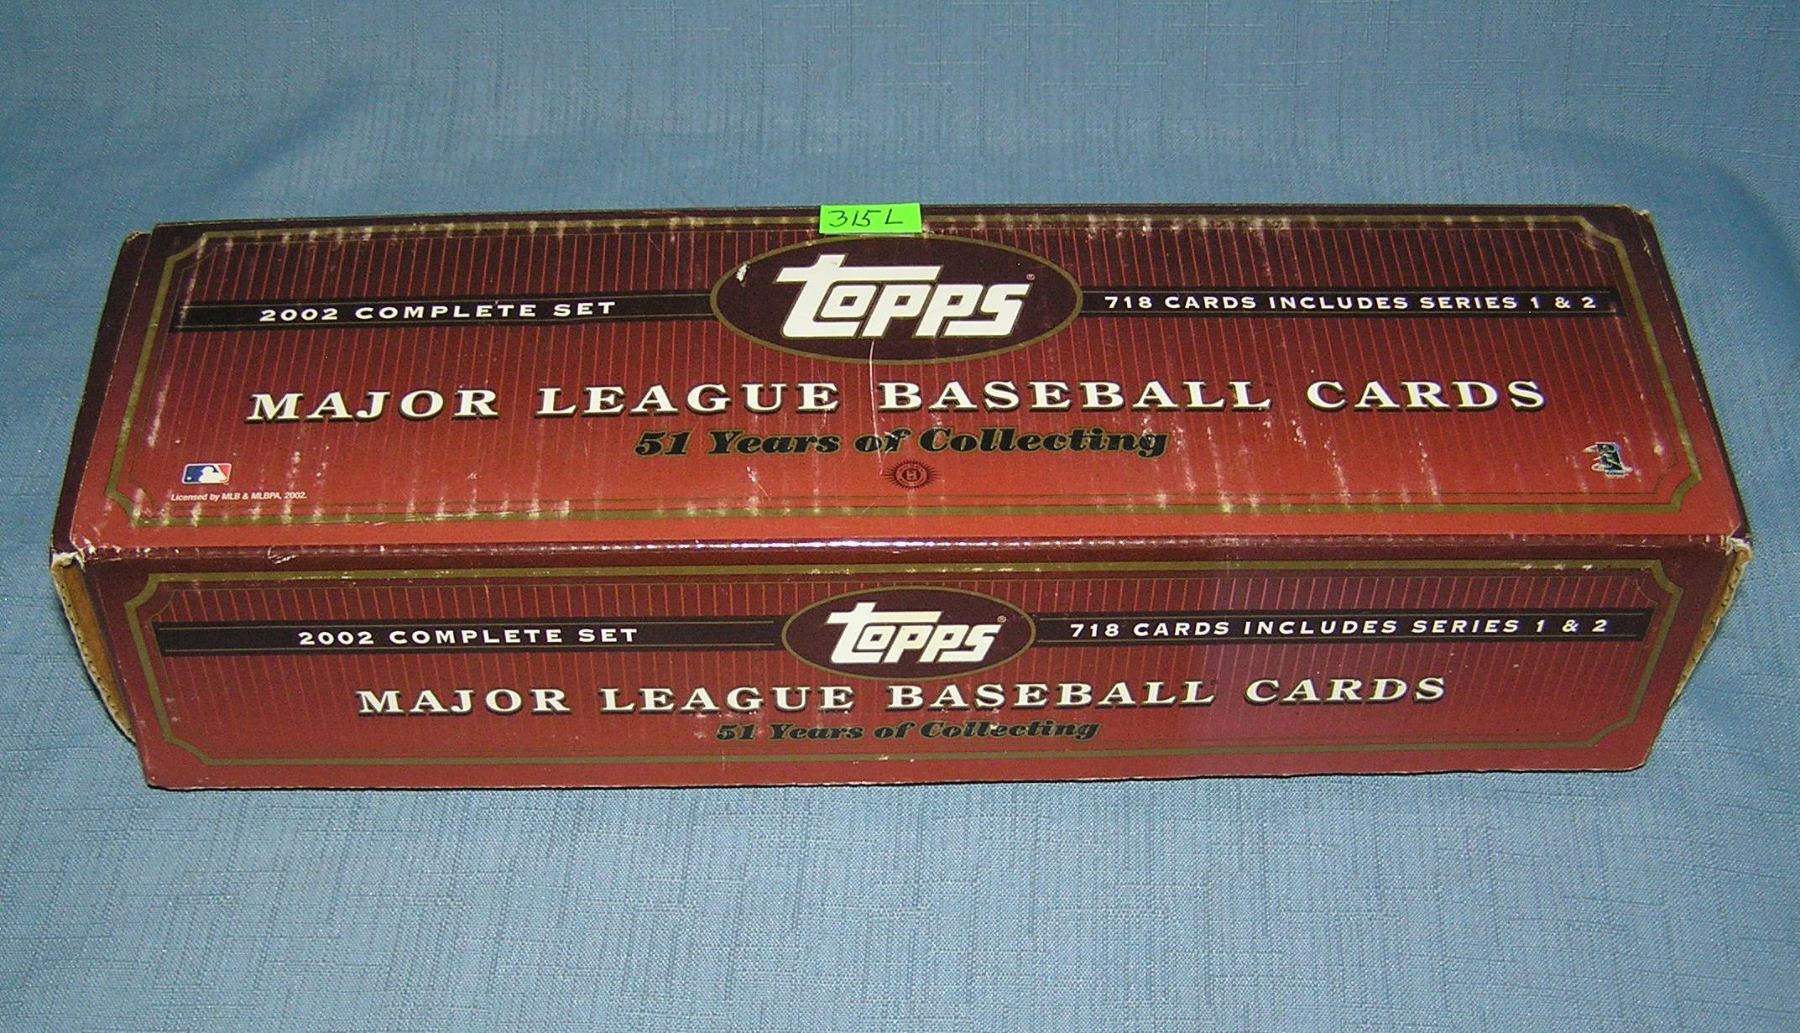 315L
2002 COMPLETE SET
TOPPS ®
718 CARDS INCLUDES SERIES 1 & 2
MAJOR LEAGUE BASEBALL CARDS
51 Years of Collecting
Licensed by MLB & MLBPA, 2002.
2002 COMPLETE SET
TOPPS ®
718 CARDS INCLUDES SERIES 1 & 2
MAJOR LEAGUE BASEBALL CARDS
51 Years of Collecting